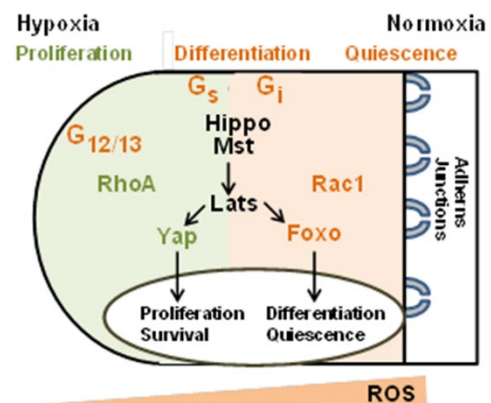 Hypoxia Normoxia
Proliferation Differentiation Quiescence
Gs Gi
G12/13
Hippo
Mst
RhoA Rac1
Lats
Yap Foxo
Adherns
Junctions
Proliferation Differentiation
Survival Quiescence
ROS